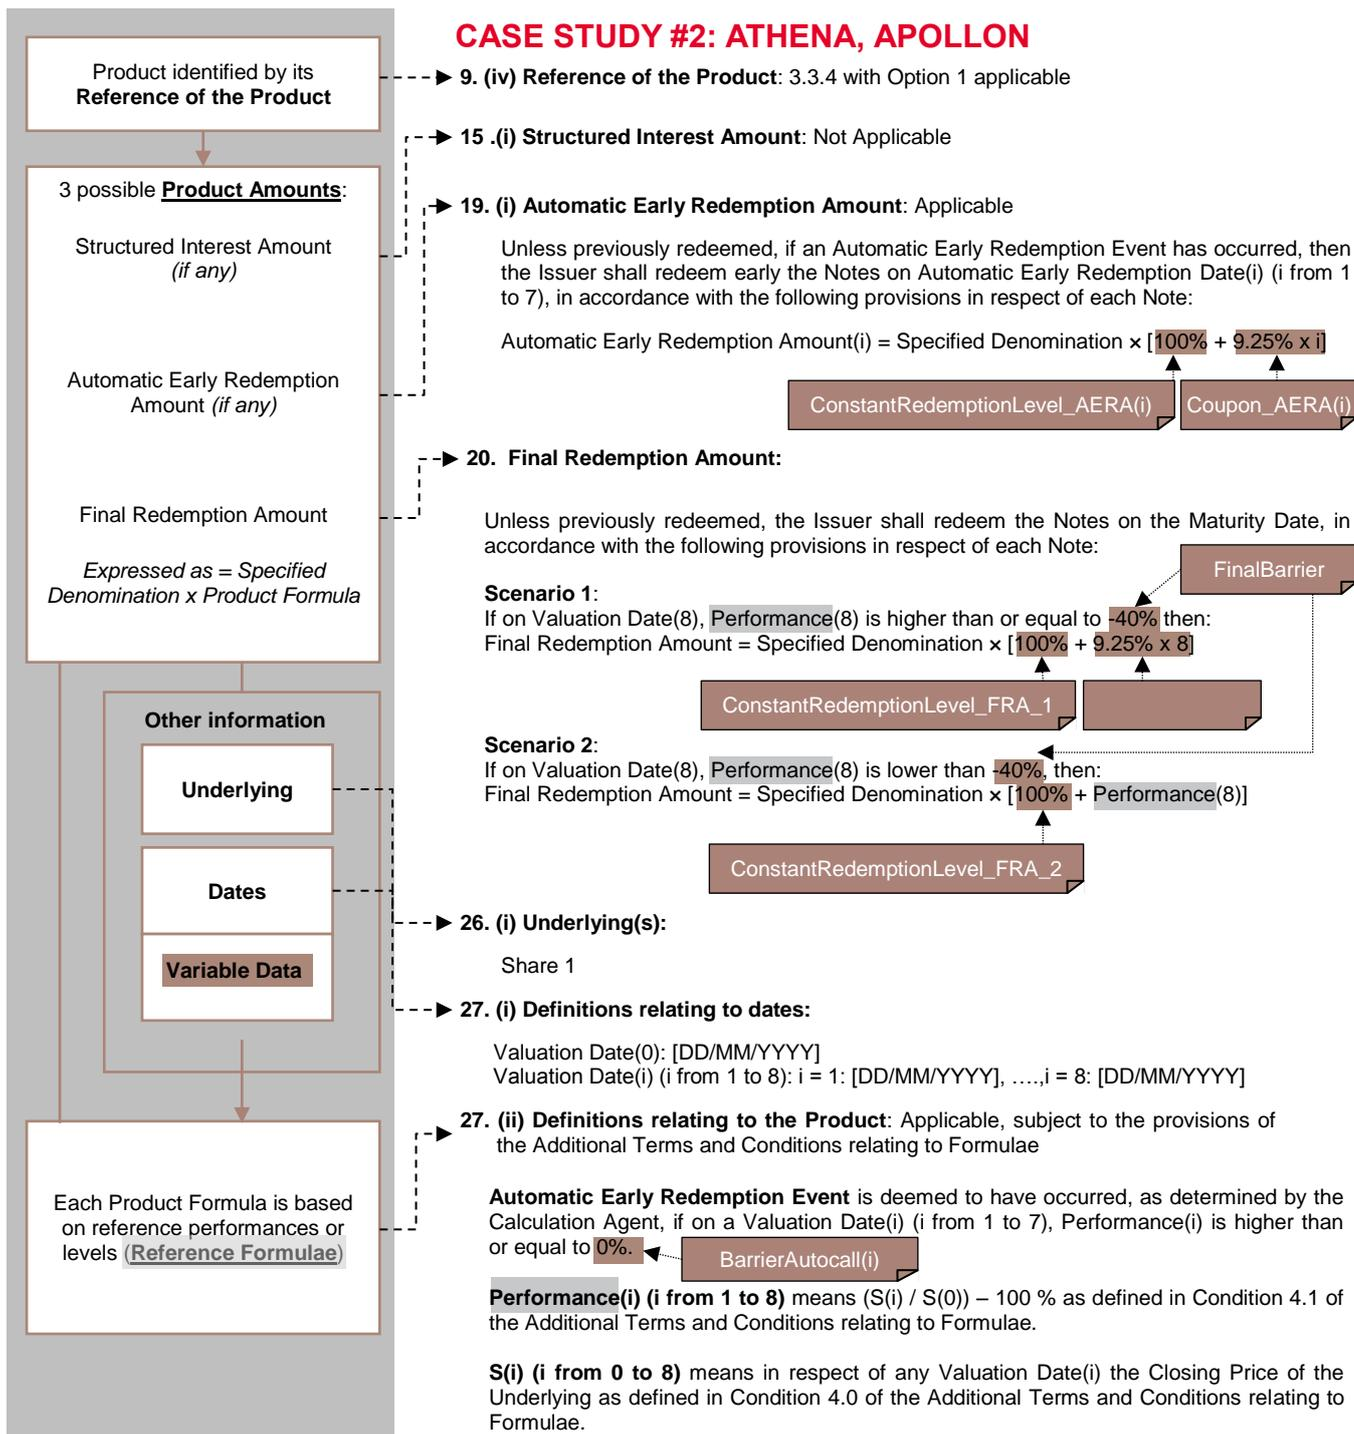 CASE STUDY #2: ATHENA, APOLLON
Product identified by its
Reference of the Product
3 possible Product Amounts:
Structured Interest Amount
(if any)
Automatic Early Redemption
Amount (if any)
Final Redemption Amount
Expressed as = Specified
Denomination x Product Formula
Other information
Underlying
Dates
Variable Data
Each Product Formula is based
on reference performances or
levels (Reference Formulae)
9. (iv) Reference of the Product: 3.3.4 with Option 1 applicable
15 .(i) Structured Interest Amount: Not Applicable
19. (i) Automatic Early Redemption Amount: Applicable
Unless previously redeemed, if an Automatic Early Redemption Event has occurred, then
the Issuer shall redeem early the Notes on Automatic Early Redemption Date(i) (i from 1
to 7), in accordance with the following provisions in respect of each Note:
Automatic Early Redemption Amount(i) = Specified Denomination × [100% + 9.25% x i]
ConstantRedemptionLevel_AERA(i)
Coupon_AERA(i)
20. Final Redemption Amount:
Unless previously redeemed, the Issuer shall redeem the Notes on the Maturity Date, in
accordance with the following provisions in respect of each Note:
FinalBarrier
Scenario 1:
If on Valuation Date(8), Performance(8) is higher than or equal to -40% then:
Final Redemption Amount = Specified Denomination × [100% + 9.25% x 8]
ConstantRedemptionLevel_FRA_1
Scenario 2:
If on Valuation Date(8), Performance(8) is lower than -40%, then:
Final Redemption Amount = Specified Denomination × [100% + Performance(8)]
ConstantRedemptionLevel_FRA_2
26. (i) Underlying(s):
Share 1
27. (i) Definitions relating to dates:
Valuation Date(0): [DD/MM/YYYY]
Valuation Date(i) (i from 1 to 8): i = 1: [DD/MM/YYYY], ….,i = 8: [DD/MM/YYYY]
27. (ii) Definitions relating to the Product: Applicable, subject to the provisions of
the Additional Terms and Conditions relating to Formulae
Automatic Early Redemption Event is deemed to have occurred, as determined by the
Calculation Agent, if on a Valuation Date(i) (i from 1 to 7), Performance(i) is higher than
or equal to 0%.
BarrierAutocall(i)
Performance(i) (i from 1 to 8) means (S(i) / S(0)) – 100 % as defined in Condition 4.1 of
the Additional Terms and Conditions relating to Formulae.
S(i) (i from 0 to 8) means in respect of any Valuation Date(i) the Closing Price of the
Underlying as defined in Condition 4.0 of the Additional Terms and Conditions relating to
Formulae.